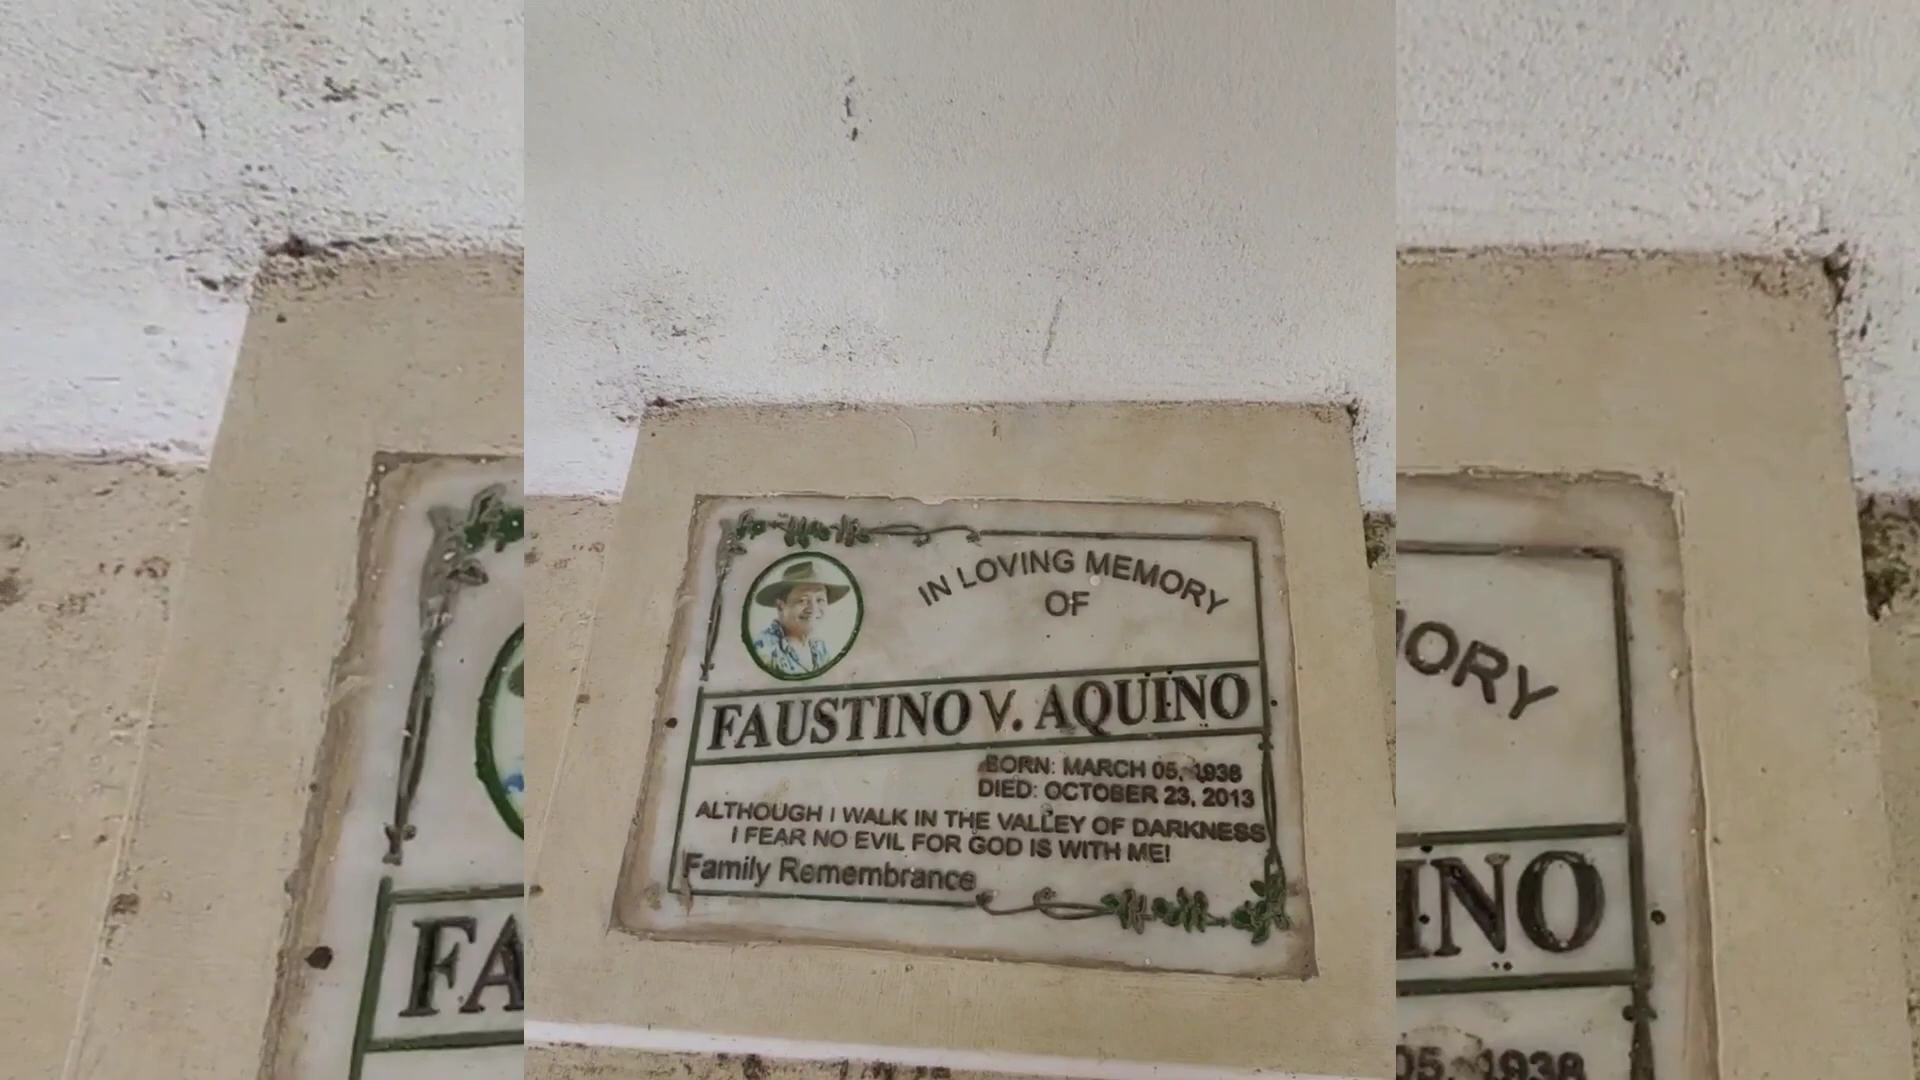 IN LOVING MEMORY
OF
FAUSTINO V. AQUINO
BORN: MARCH 05, 1938
DIED: OCTOBER 23, 2013
ALTHOUGH I WALK IN THE VALLEY OF DARKNESS
I FEAR NO EVIL FOR GOD IS WITH ME!
Family Remembrance